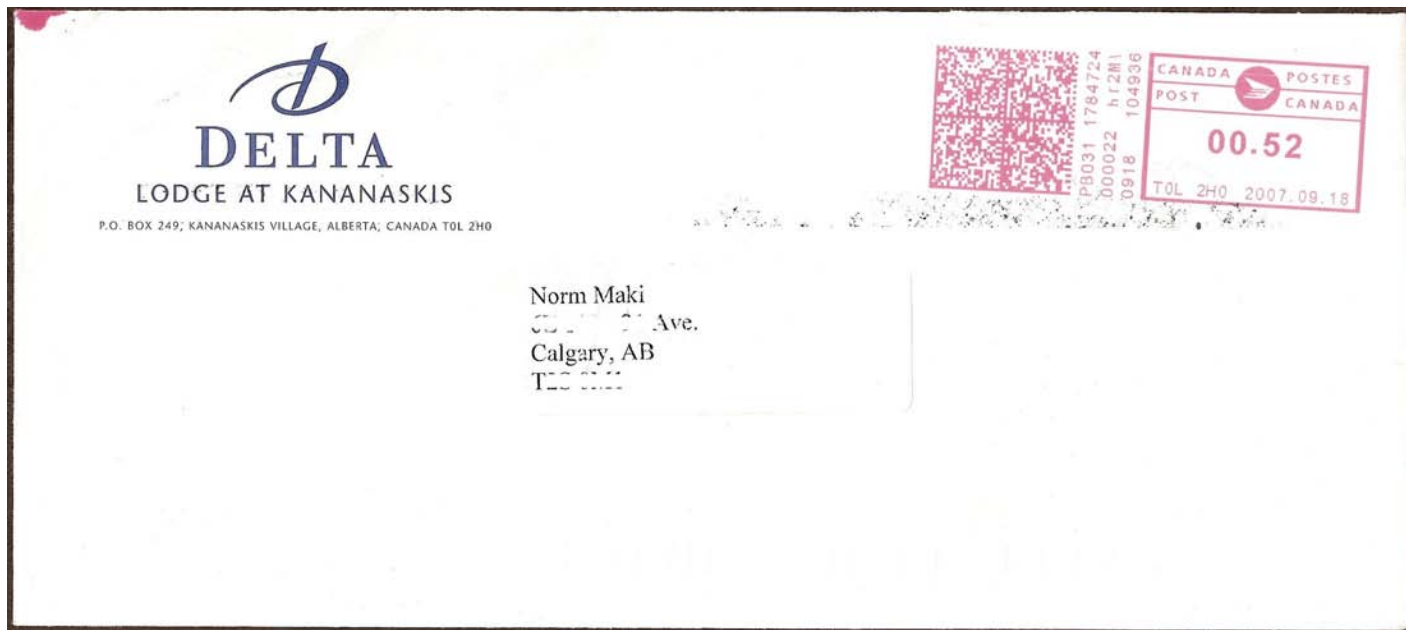 DELTA
LODGE AT KANANASKIS
P.O. BOX 249, KANANASKIS VILLAGE, ALBERTA, CANADA T0L 2H0
PB031 1784724
000022 hr2M\
0918 104936
CANADA POSTES
POST CANADA
00.52
T0L 2H0 2007.09.18
Norm Maki
Ave.
Calgary, AB